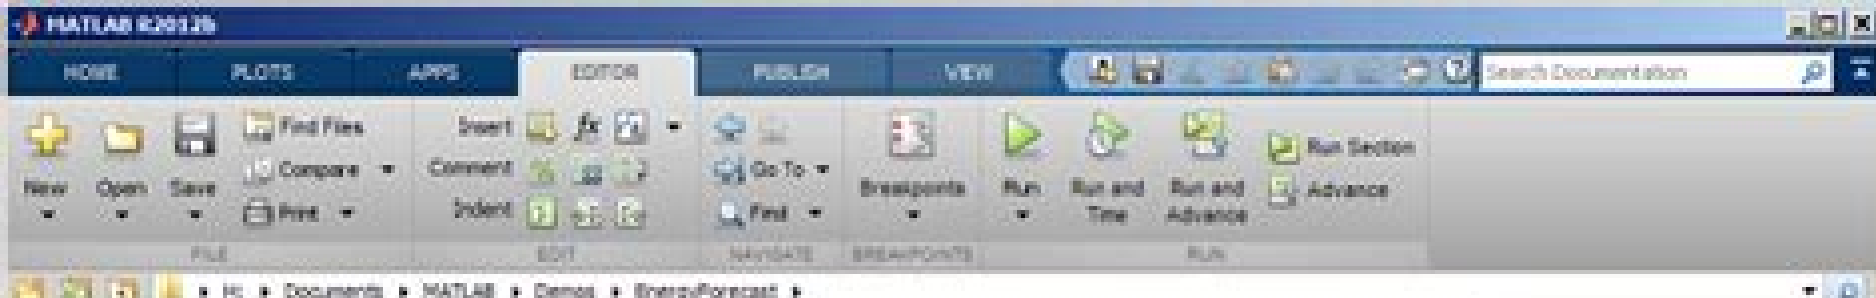 MATLAB R2012b
HOME PLOTS APPS EDITOR PUBLISH VIEW Search Documentation
New Open Save
Find Files
Compare
Print
FILE
Insert fx
Comment %
Indent
EDIT
Go To
Find
NAVIGATE
Breakpoints
BREAKPOINTS
Run
Run and Time
Run and Advance
Run Section
Advance
RUN
H: Documents MATLAB Demos EnergyForecast